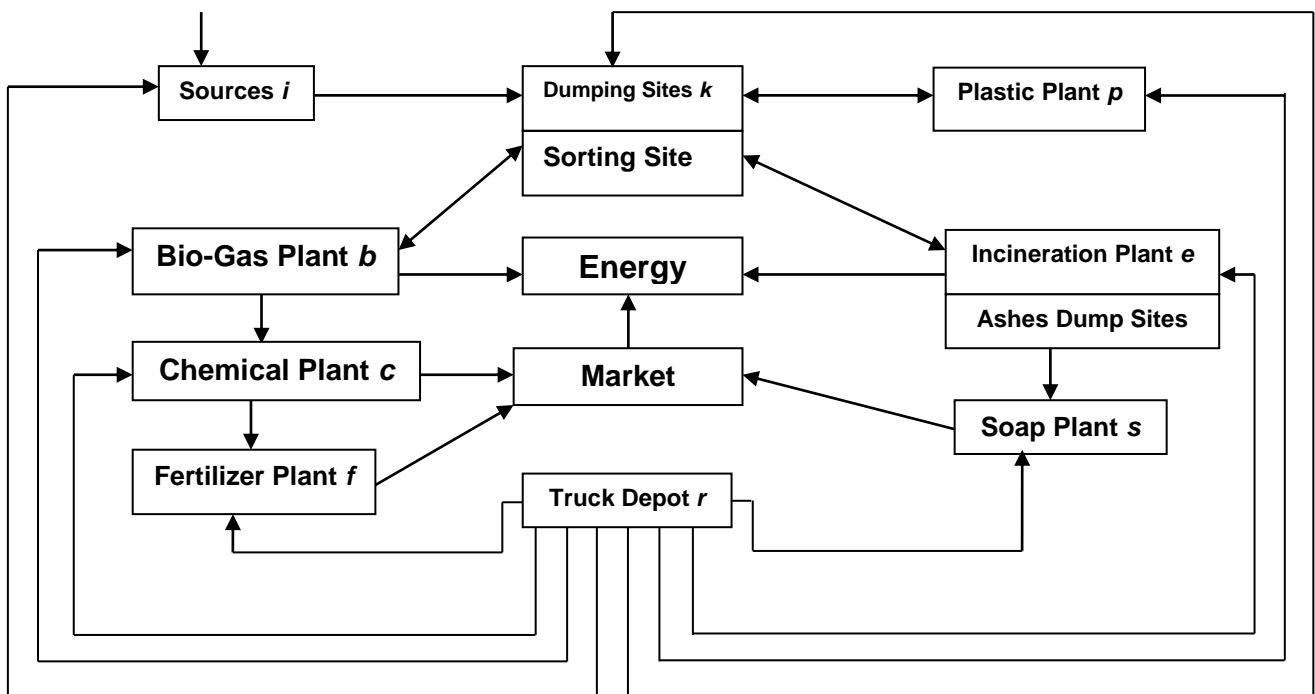 Sources i
Dumping Sites k
Plastic Plant p
Sorting Site
Bio-Gas Plant b
Energy
Incineration Plant e
Ashes Dump Sites
Chemical Plant c
Market
Soap Plant s
Fertilizer Plant f
Truck Depot r